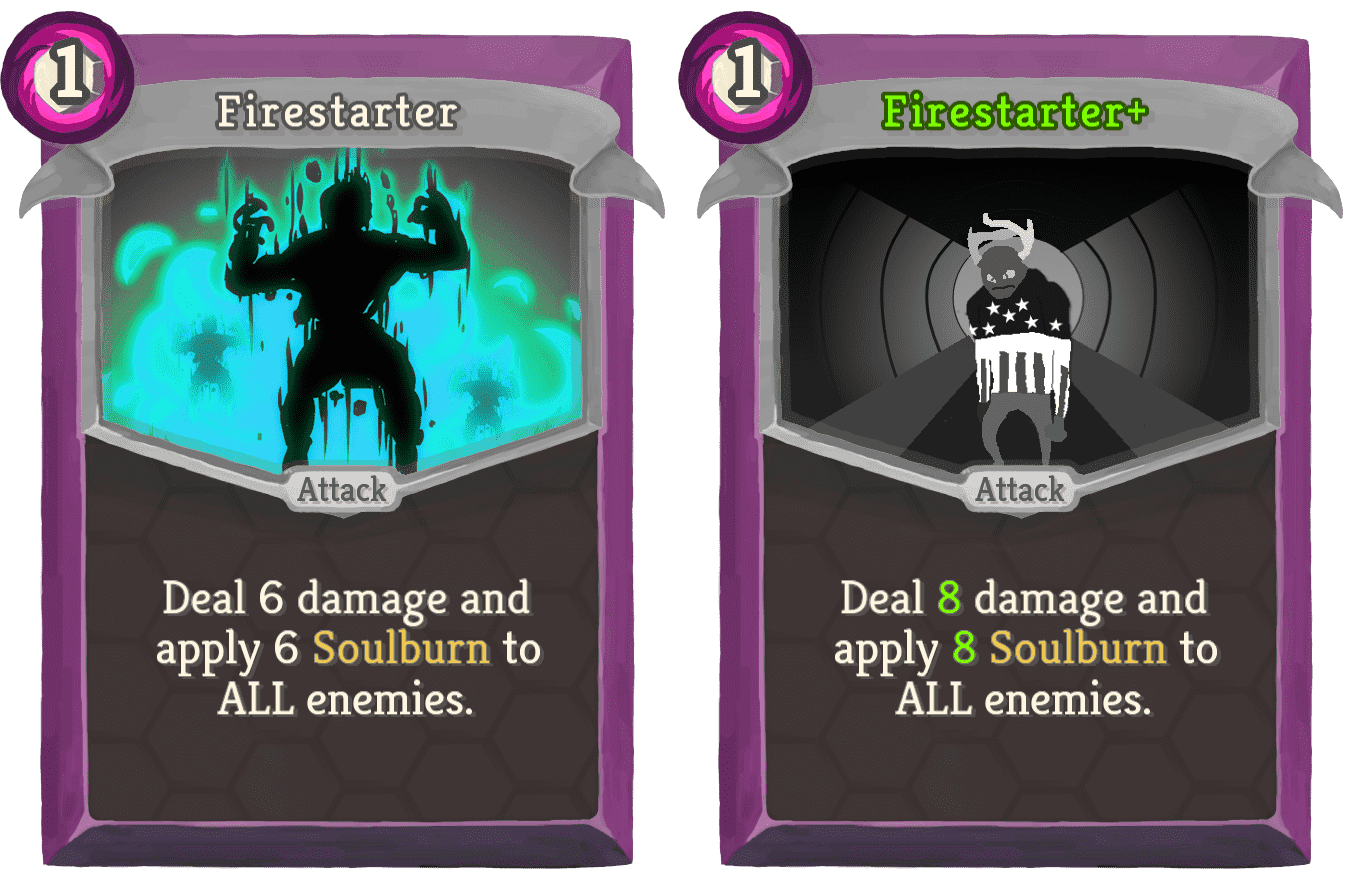 1
Firestarter
Attack
Deal 6 damage and
apply 6 Soulburn to
ALL enemies.
1
Firestarter+
Attack
Deal 8 damage and
apply 8 Soulburn to
ALL enemies.